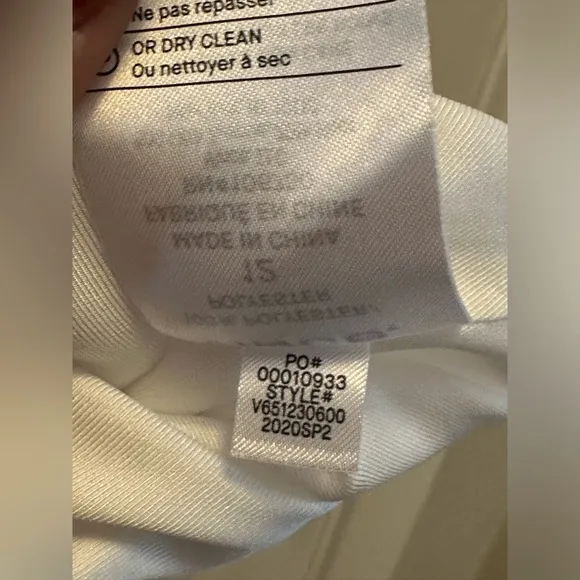 Ne pas repasser
OR DRY CLEAN
Ou nettoyer à sec
FABRIQUÉ EN CHINE
MADE IN CHINA
12
POLYESTER
100% POLYESTER/
PO#
00010933
STYLE#
V651230600
2020SP2